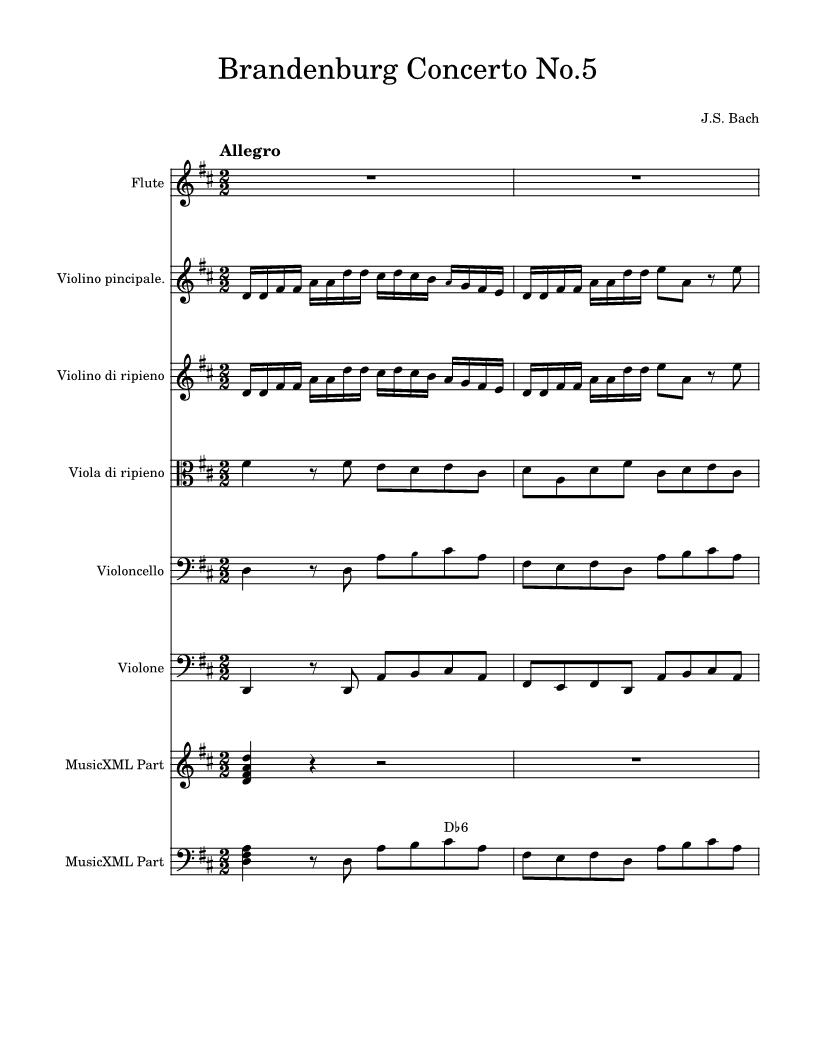 Brandenburg Concerto No.5
J.S. Bach
Allegro
Flute
Violino pincipale.
Violino di ripieno
Viola di ripieno
Violoncello
Violone
MusicXML Part
D♭6
MusicXML Part